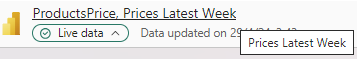 ProductsPrice, Prices Latest Week
Live data Data updated on
Prices Latest Week